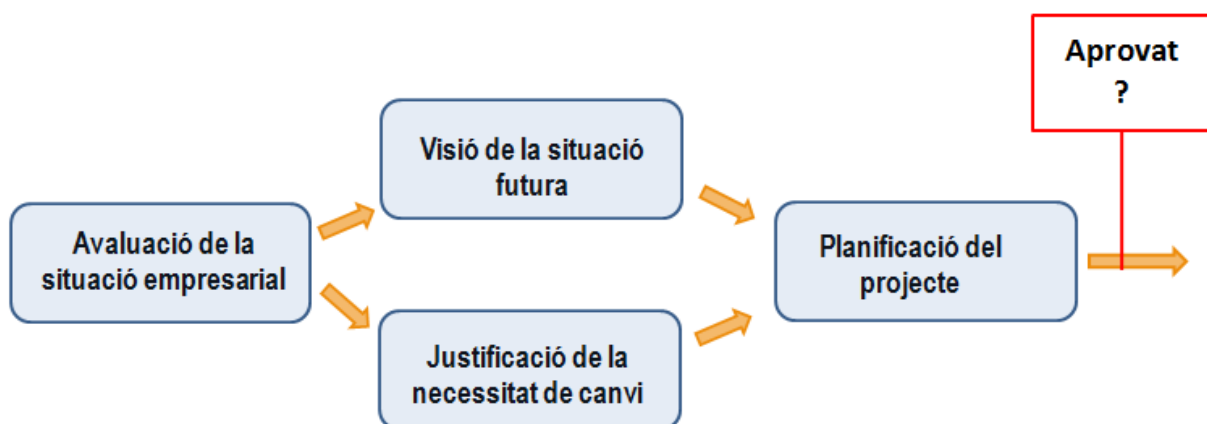 Aprovat
?
Visió de la situació
futura
Avaluació de la
situació empresarial
Planificació del
projecte
Justificació de la
necessitat de canvi